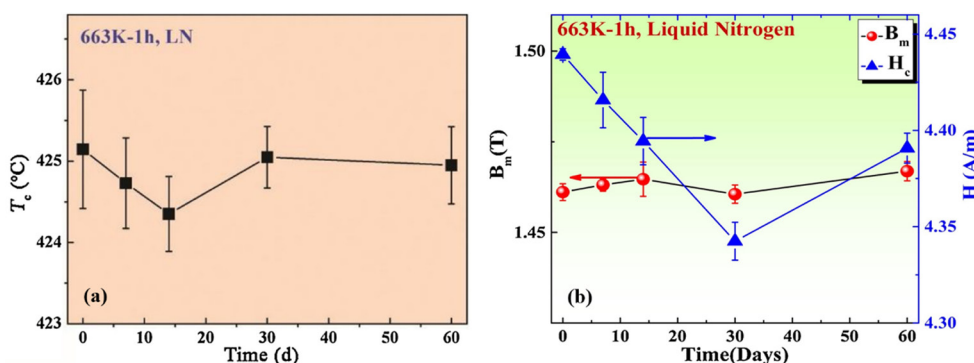 663K-1h, LN
426
425
424
423
T_c (°C)
0
10
20
30
40
50
60
Time (d)
(a)
663K-1h, Liquid Nitrogen
B_m
H_c
1.50
1.45
B_m(T)
4.45
4.40
4.35
4.30
H (A/m)
0
10
20
30
40
50
60
Time(Days)
(b)